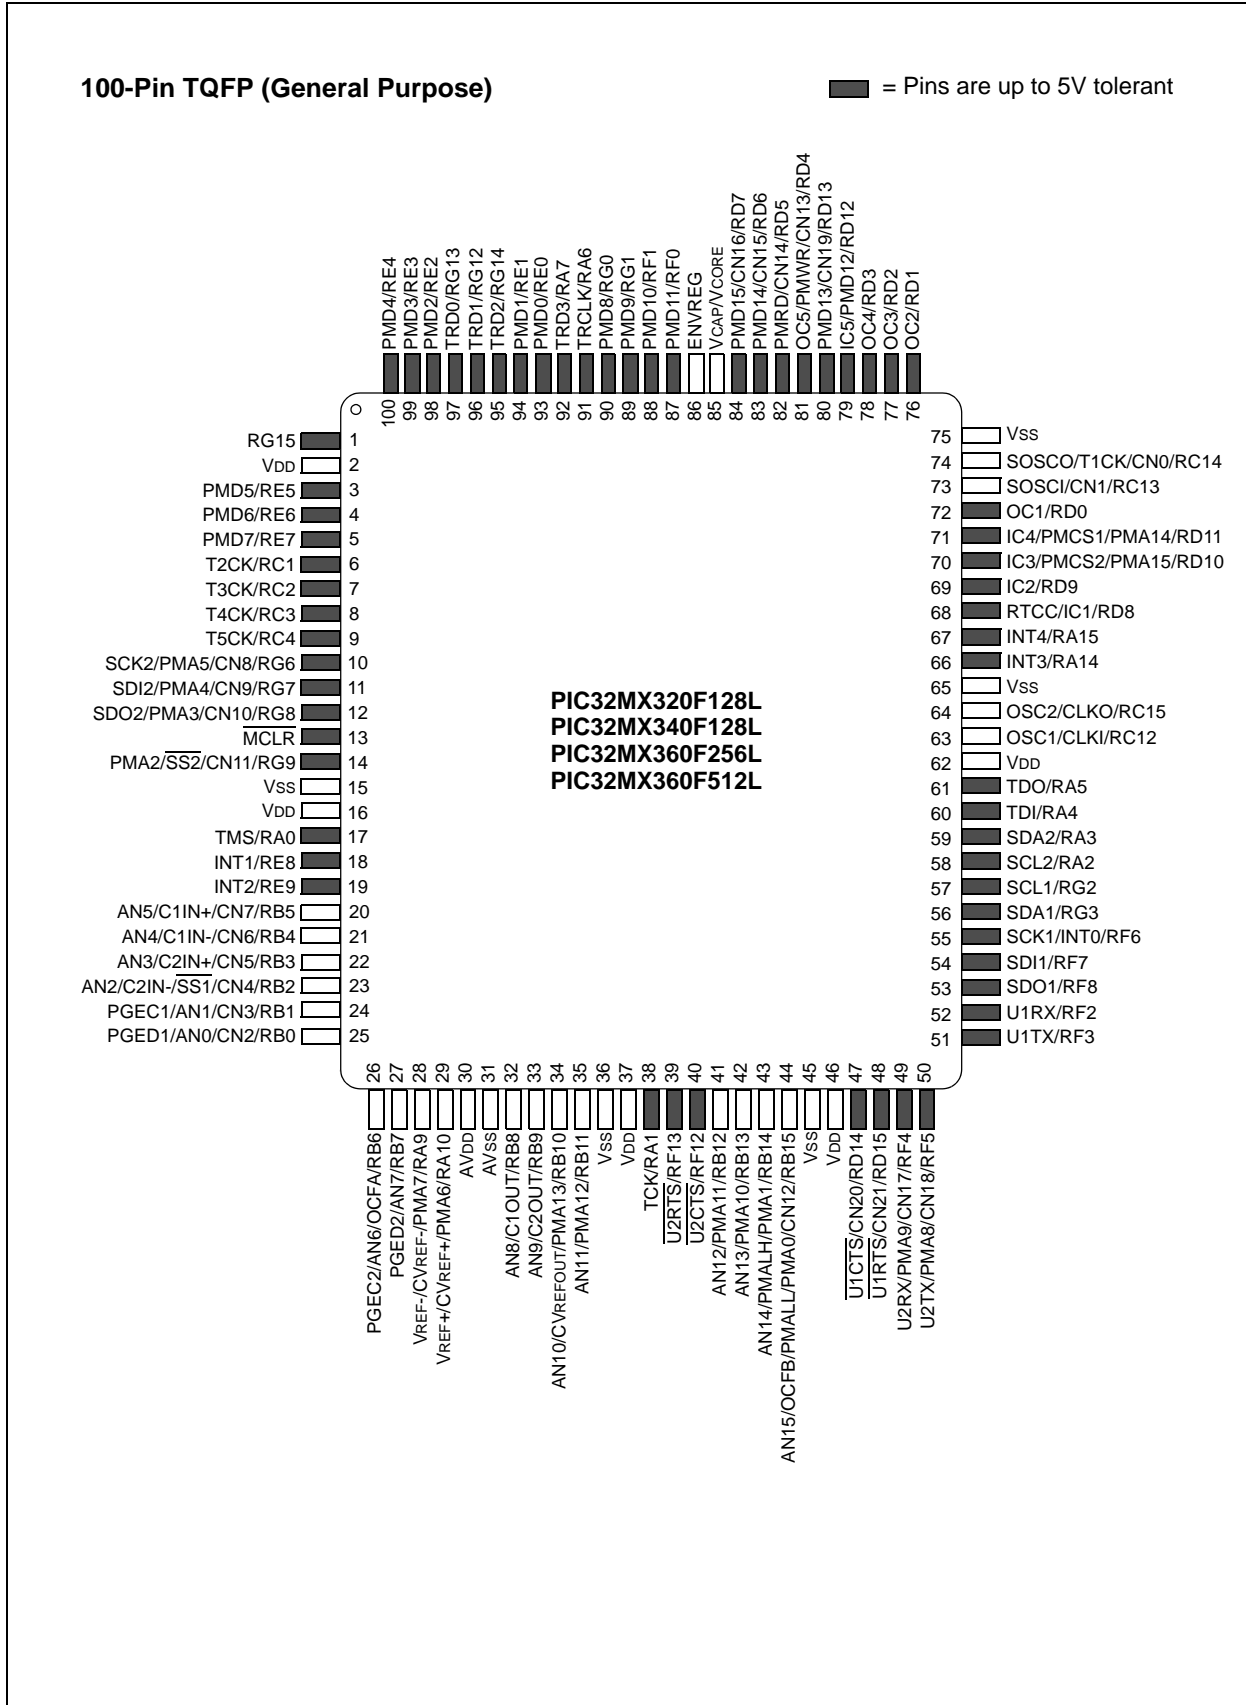 100-Pin TQFP (General Purpose)
= Pins are up to 5V tolerant
PMD4/RE4
PMD3/RE3
PMD2/RE2
TRD0/RG13
TRD1/RG12
TRD2/RG14
PMD1/RE1
PMD0/RE0
TRD3/RA7
TRCLK/RA6
PMD8/RG0
PMD9/RG1
PMD10/RF1
PMD11/RF0
ENVREG
VCAP/VCORE
PMD15/CN16/RD7
PMD14/CN15/RD6
PMRD/CN14/RD5
OC5/PMWR/CN13/RD4
PMD13/CN19/RD13
IC5/PMD12/RD12
OC4/RD3
OC3/RD2
OC2/RD1
100
99
98
97
96
95
94
93
92
91
90
89
88
87
86
85
84
83
82
81
80
79
78
77
76
RG15 1
VDD 2
PMD5/RE5 3
PMD6/RE6 4
PMD7/RE7 5
T2CK/RC1 6
T3CK/RC2 7
T4CK/RC3 8
T5CK/RC4 9
SCK2/PMA5/CN8/RG6 10
SDI2/PMA4/CN9/RG7 11
SDO2/PMA3/CN10/RG8 12
MCLR 13
PMA2/SS2/CN11/RG9 14
VSS 15
VDD 16
TMS/RA0 17
INT1/RE8 18
INT2/RE9 19
AN5/C1IN+/CN7/RB5 20
AN4/C1IN-/CN6/RB4 21
AN3/C2IN+/CN5/RB3 22
AN2/C2IN-/SS1/CN4/RB2 23
PGEC1/AN1/CN3/RB1 24
PGED1/AN0/CN2/RB0 25
PIC32MX320F128L
PIC32MX340F128L
PIC32MX360F256L
PIC32MX360F512L
75 VSS
74 SOSCO/T1CK/CN0/RC14
73 SOSCI/CN1/RC13
72 OC1/RD0
71 IC4/PMCS1/PMA14/RD11
70 IC3/PMCS2/PMA15/RD10
69 IC2/RD9
68 RTCC/IC1/RD8
67 INT4/RA15
66 INT3/RA14
65 VSS
64 OSC2/CLKO/RC15
63 OSC1/CLKI/RC12
62 VDD
61 TDO/RA5
60 TDI/RA4
59 SDA2/RA3
58 SCL2/RA2
57 SCL1/RG2
56 SDA1/RG3
55 SCK1/INT0/RF6
54 SDI1/RF7
53 SDO1/RF8
52 U1RX/RF2
51 U1TX/RF3
26
27
28
29
30
31
32
33
34
35
36
37
38
39
40
41
42
43
44
45
46
47
48
49
50
PGEC2/AN6/OCFA/RB6
PGED2/AN7/RB7
VREF-/CVREF-/PMA7/RA9
VREF+/CVREF+/PMA6/RA10
AVDD
AVSS
AN8/C1OUT/RB8
AN9/C2OUT/RB9
AN10/CVREFOUT/PMA13/RB10
AN11/PMA12/RB11
VSS
VDD
TCK/RA1
U2RTS/RF13
U2CTS/RF12
AN12/PMA11/RB12
AN13/PMA10/RB13
AN14/PMALH/PMA1/RB14
AN15/OCFB/PMALL/PMA0/CN12/RB15
VSS
VDD
U1CTS/CN20/RD14
U1RTS/CN21/RD15
U2RX/PMA9/CN17/RF4
U2TX/PMA8/CN18/RF5